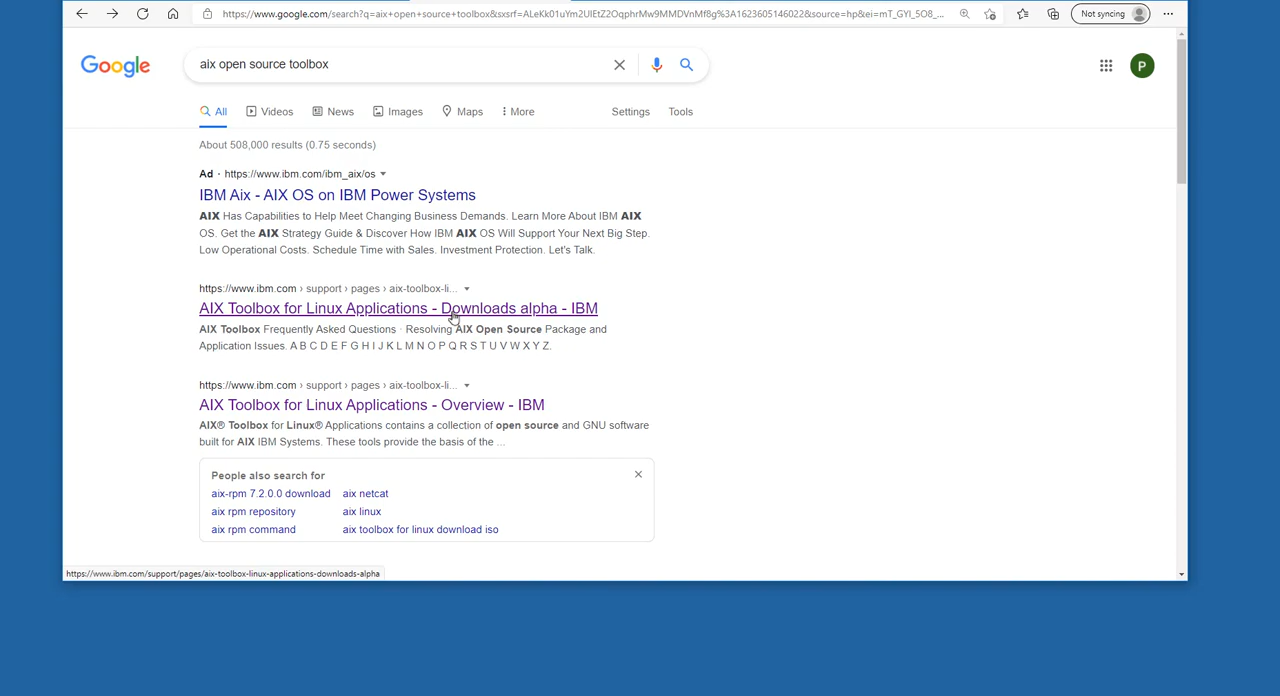 https://www.google.com/search?q=aix+open+source+toolbox&sxsrf=ALeKk01uYm2UIEtZ2OqphrMw9MMDVnMf8g%3A1623605146022&source=hp&ei=mT_GYI_5O8_...
Not syncing
Google
aix open source toolbox
P
All Videos News Images Maps More Settings Tools
About 508,000 results (0.75 seconds)
Ad · https://www.ibm.com/ibm_aix/os
IBM Aix - AIX OS on IBM Power Systems
AIX Has Capabilities to Help Meet Changing Business Demands. Learn More About IBM AIX
OS. Get the AIX Strategy Guide & Discover How IBM AIX OS Will Support Your Next Big Step.
Low Operational Costs. Schedule Time with Sales. Investment Protection. Let's Talk.
https://www.ibm.com › support › pages › aix-toolbox-li...
AIX Toolbox for Linux Applications - Downloads alpha - IBM
AIX Toolbox Frequently Asked Questions · Resolving AIX Open Source Package and
Application Issues. A B C D E F G H I J K L M N O P Q R S T U V W X Y Z.
https://www.ibm.com › support › pages › aix-toolbox-li...
AIX Toolbox for Linux Applications - Overview - IBM
AIX® Toolbox for Linux® Applications contains a collection of open source and GNU software
built for AIX IBM Systems. These tools provide the basis of the ...
People also search for
aix-rpm 7.2.0.0 download aix netcat
aix rpm repository aix linux
aix rpm command aix toolbox for linux download iso
https://www.ibm.com/support/pages/aix-toolbox-linux-applications-downloads-alpha